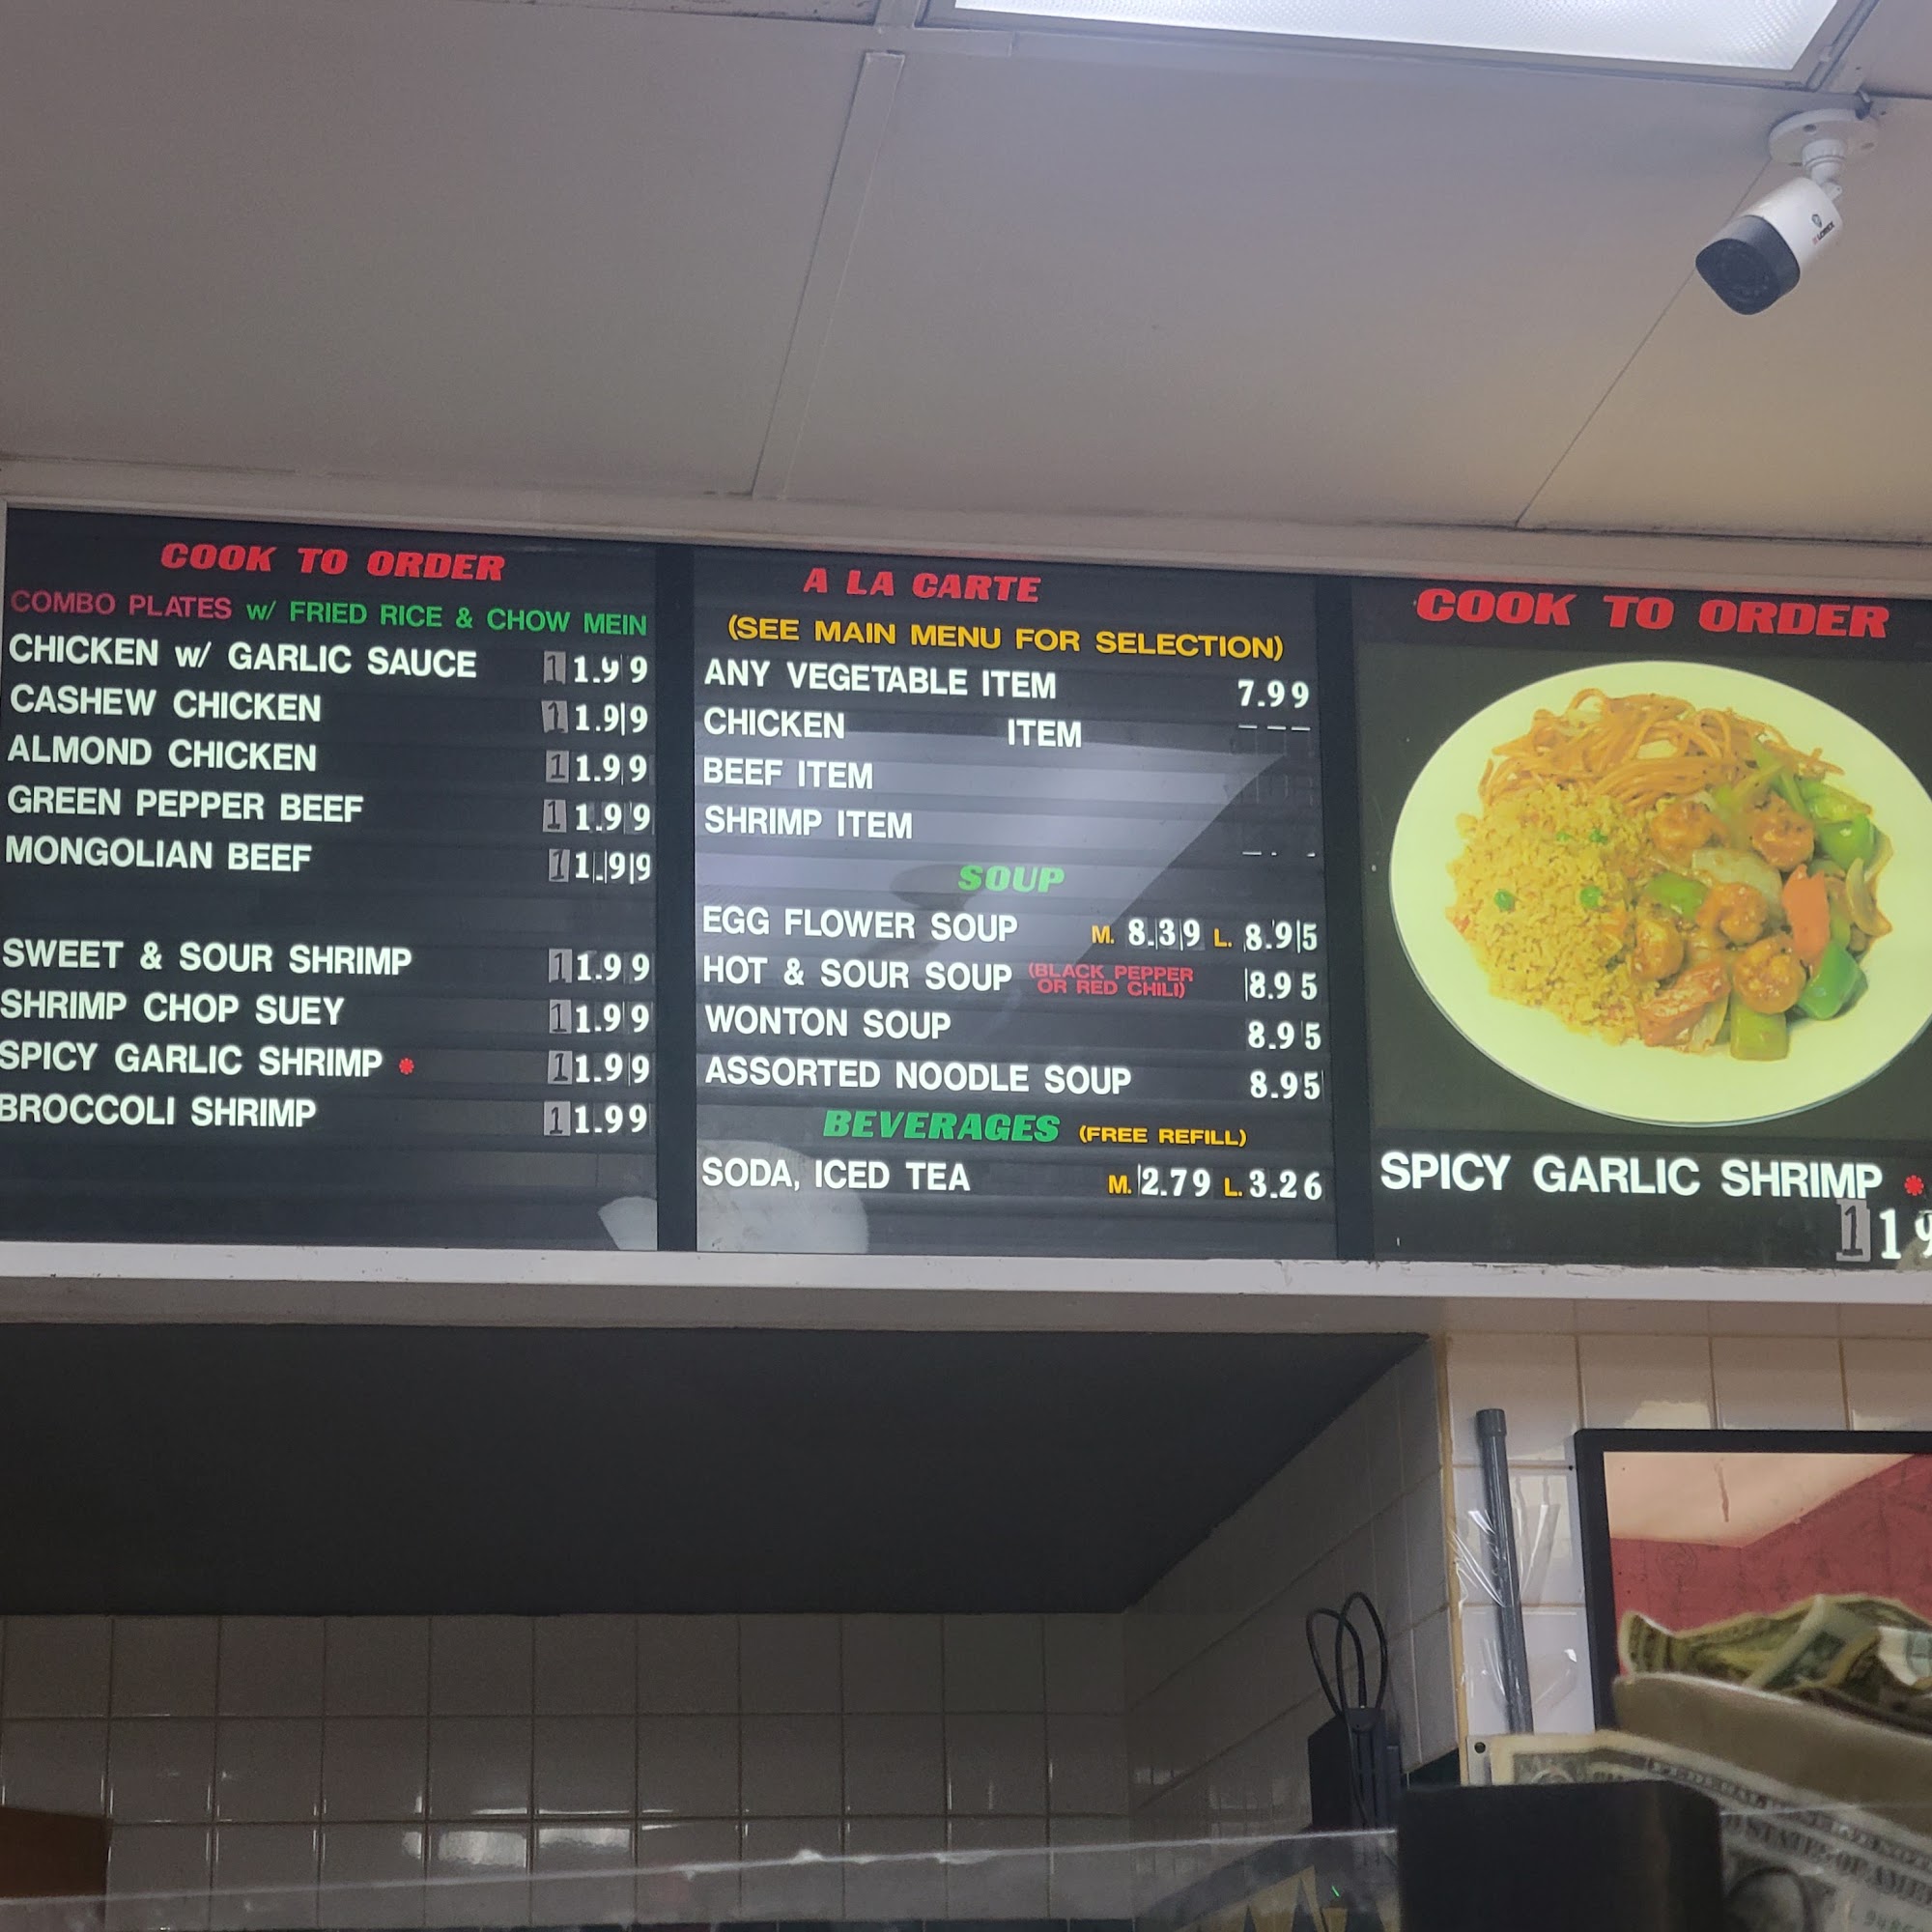 LOREX
COOK TO ORDER
COMBO PLATES w/ FRIED RICE & CHOW MEIN
CHICKEN w/ GARLIC SAUCE 11.99
CASHEW CHICKEN 11.99
ALMOND CHICKEN 11.99
GREEN PEPPER BEEF 11.99
MONGOLIAN BEEF 11.99
SWEET & SOUR SHRIMP 11.99
SHRIMP CHOP SUEY 11.99
SPICY GARLIC SHRIMP * 11.99
BROCCOLI SHRIMP 11.99
A LA CARTE
(SEE MAIN MENU FOR SELECTION)
ANY VEGETABLE ITEM 7.99
CHICKEN ITEM
BEEF ITEM
SHRIMP ITEM
SOUP
EGG FLOWER SOUP M. 8.39 L. 8.95
HOT & SOUR SOUP (BLACK PEPPER OR RED CHILI) 8.95
WONTON SOUP 8.95
ASSORTED NOODLE SOUP 8.95
BEVERAGES (FREE REFILL)
SODA, ICED TEA M. 2.79 L. 3.26
COOK TO ORDER
SPICY GARLIC SHRIMP *
119